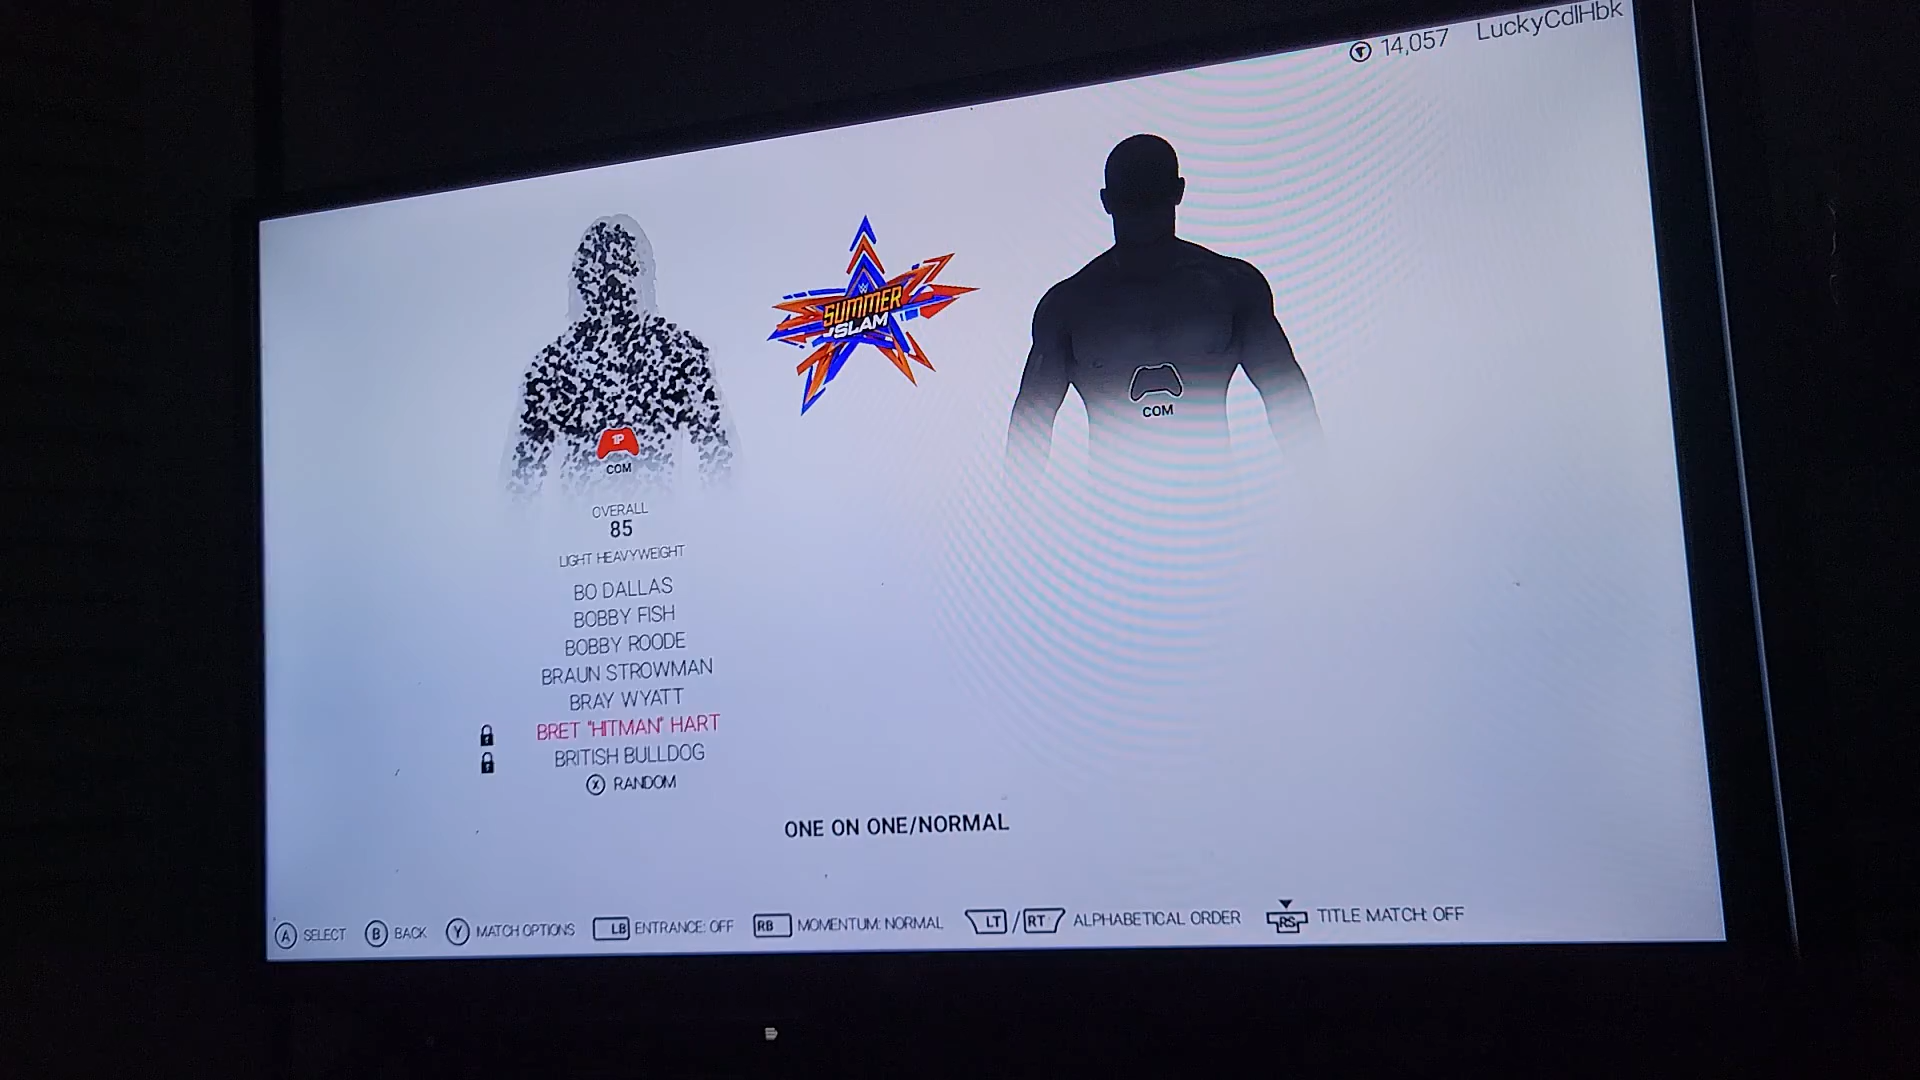 14,057 LuckyCdlHbk
SUMMER
SLAM
1P
COM
COM
OVERALL
85
LIGHT HEAVYWEIGHT
BO DALLAS
BOBBY FISH
BOBBY ROODE
BRAUN STROWMAN
BRAY WYATT
BRET "HITMAN" HART
BRITISH BULLDOG
X RANDOM
ONE ON ONE/NORMAL
A SELECT B BACK Y MATCH OPTIONS LB ENTRANCE: OFF RB MOMENTUM: NORMAL LT / RT ALPHABETICAL ORDER RS TITLE MATCH: OFF